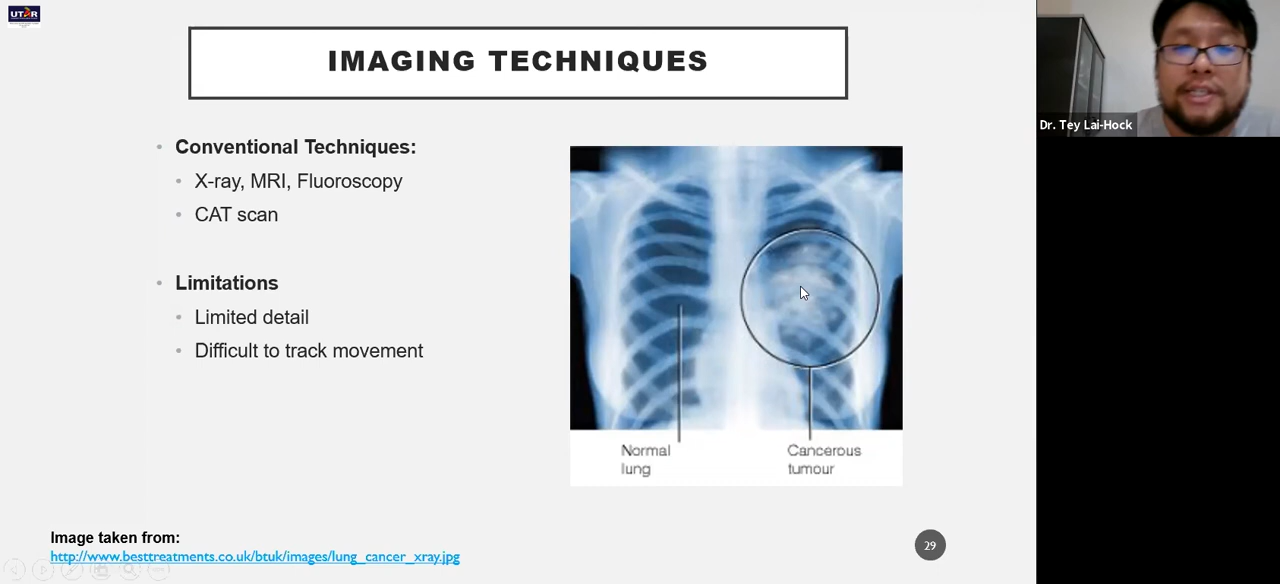 UTAR
IMAGING TECHNIQUES
Dr. Tey Lai-Hock
• Conventional Techniques:
• X-ray, MRI, Fluoroscopy
• CAT scan
• Limitations
• Limited detail
• Difficult to track movement
Normal
lung
Cancerous
tumour
Image taken from:
http://www.besttreatments.co.uk/btuk/images/lung_cancer_xray.jpg
29